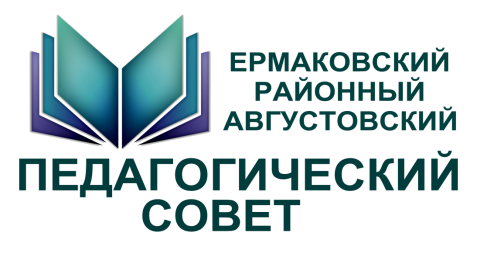 ЕРМАКОВСКИЙ
РАЙОННЫЙ
АВГУСТОВСКИЙ
ПЕДАГОГИЧЕСКИЙ
СОВЕТ